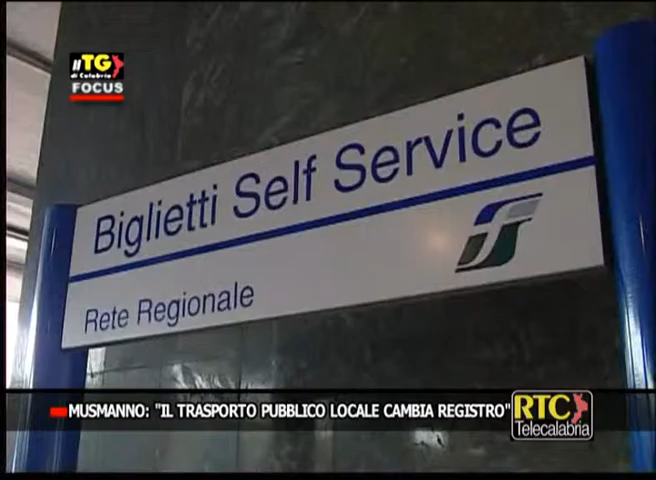 IL TG
di Calabria
FOCUS
Biglietti Self Service
Rete Regionale
MUSMANNO: "IL TRASPORTO PUBBLICO LOCALE CAMBIA REGISTRO"
RTC
Telecalabria